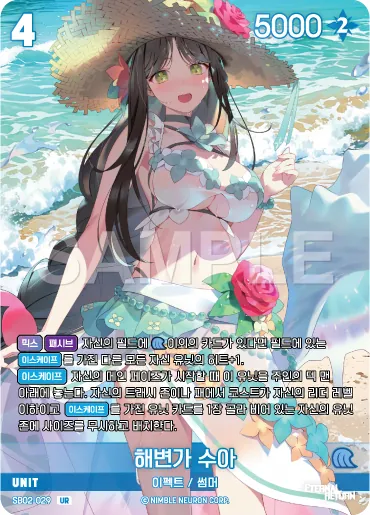 4
5000 2
SAMPLE
믹스 패시브 자신의 필드에 이외의 카드가 있다면 필드에 있는
이스케이프 를 가진 다른 모든 자신 유닛의 히트+1.
이스케이프 자신의 메인 페이즈가 시작할 때 이 유닛을 주인의 덱 맨
아래에 놓는다. 자신의 트래시 존이나 패에서 코스트가 자신의 리더 레벨
이하이고 이스케이프 를 가진 유닛 카드를 1장 골라 비어 있는 자신의 유닛
존에 사이즈를 무시하고 배치한다.
해변가 수아
UNIT
이펙트 / 썸머
SB02,029 UR
© NIMBLE NEURON CORP.
ETERNAL
RETURN